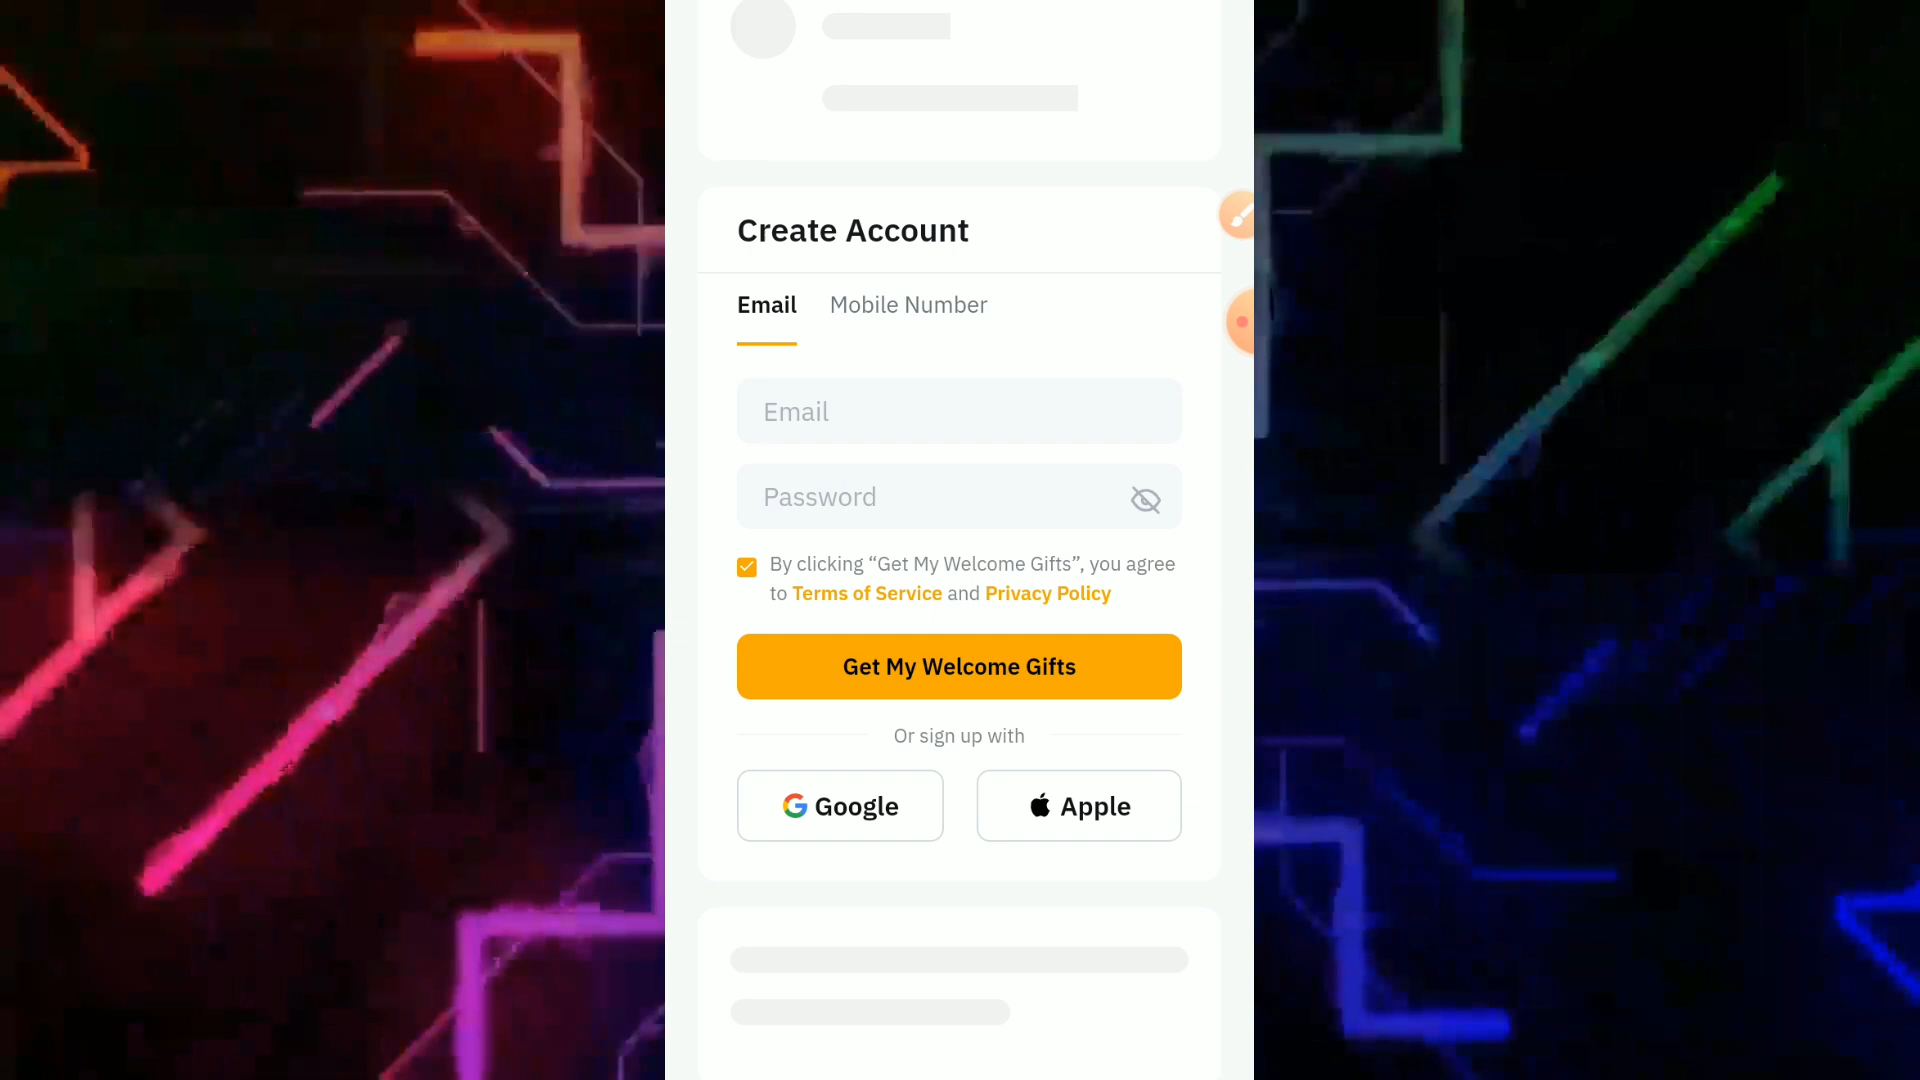 Create Account
Email Mobile Number
Email
Password
By clicking “Get My Welcome Gifts”, you agree
to Terms of Service and Privacy Policy
Get My Welcome Gifts
Or sign up with
Google Apple